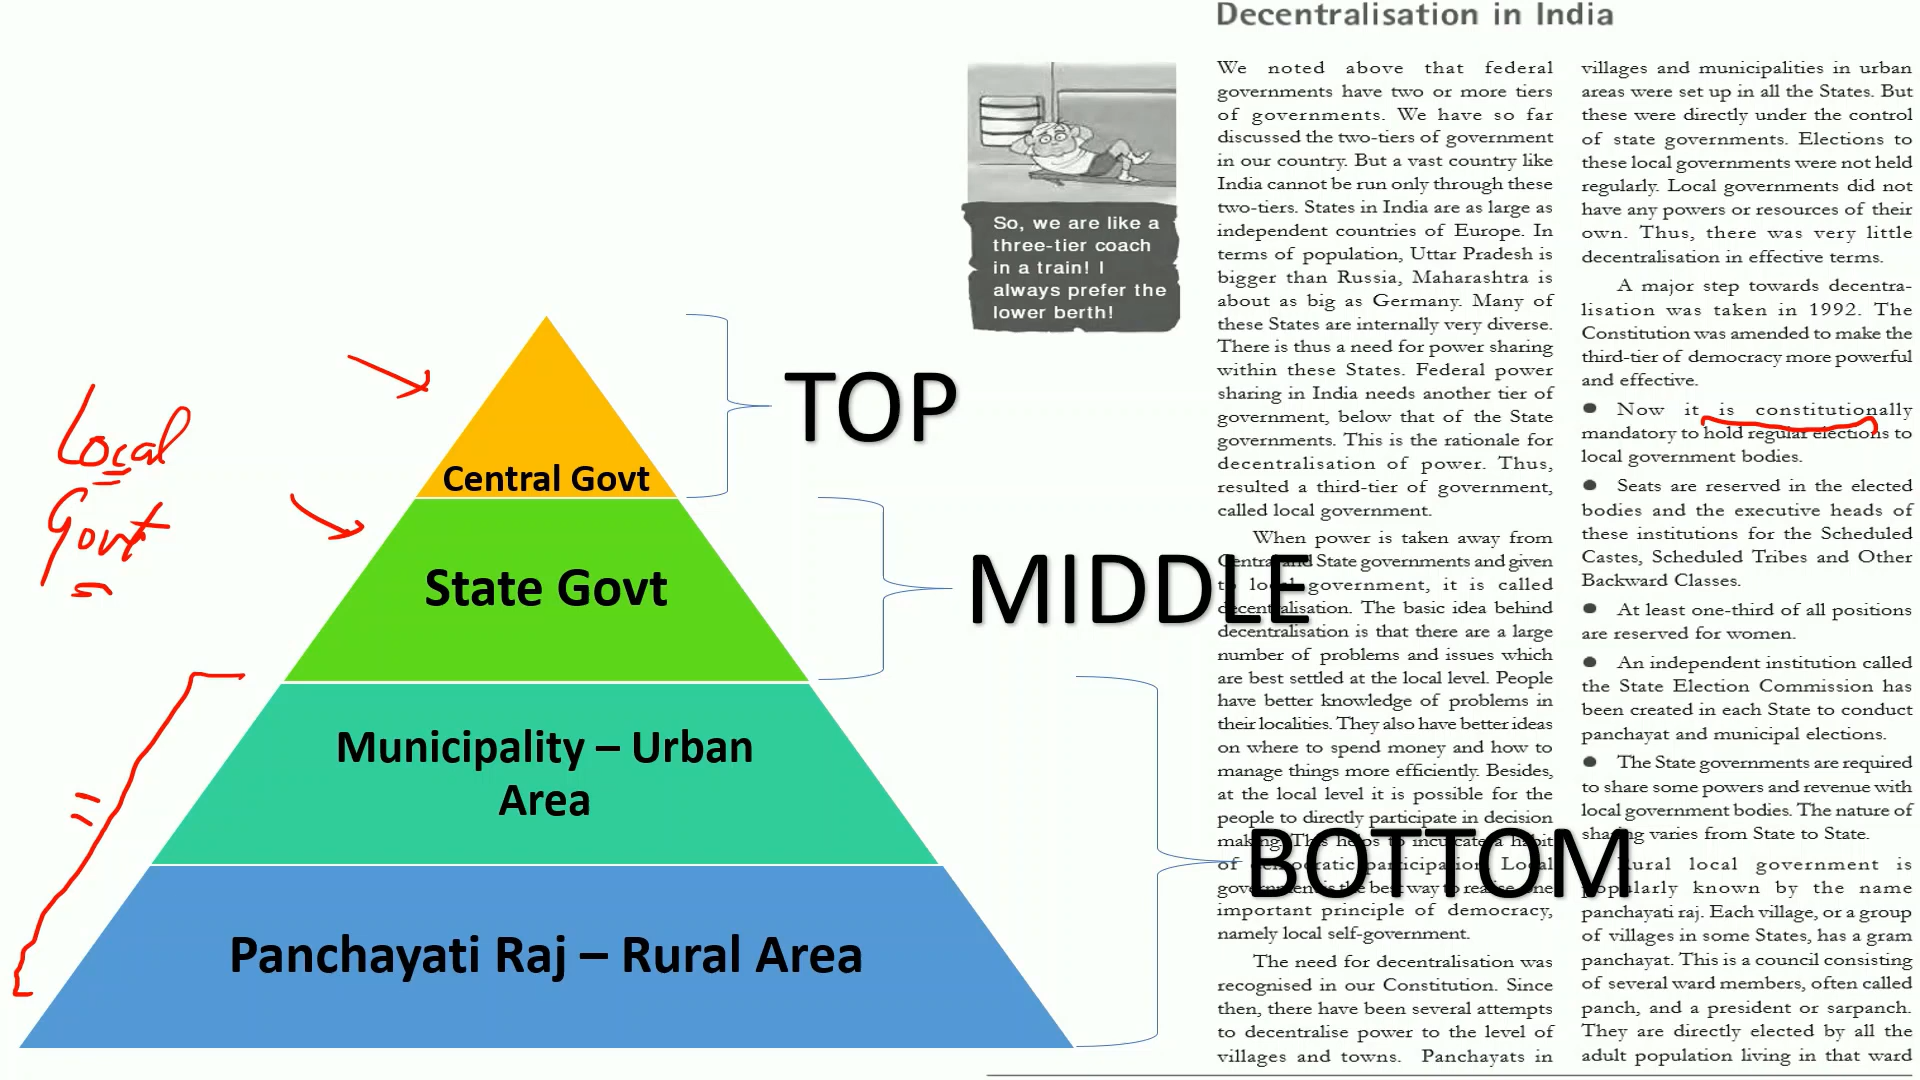 Decentralisation in India
So, we are like a
three-tier coach
in a train! I
always prefer the
lower berth!
Local
Govt
Central Govt
State Govt
Municipality – Urban
Area
Panchayati Raj – Rural Area
TOP
MIDDLE
BOTTOM
We noted above that federal
governments have two or more tiers
of governments. We have so far
discussed the two-tiers of government
in our country. But a vast country like
India cannot be run only through these
two-tiers. States in India are as large as
independent countries of Europe. In
terms of population, Uttar Pradesh is
bigger than Russia, Maharashtra is
about as big as Germany. Many of
these States are internally very diverse.
There is thus a need for power sharing
within these States. Federal power
sharing in India needs another tier of
government, below that of the State
governments. This is the rationale for
decentralisation of power. Thus,
resulted a third-tier of government,
called local government.
When power is taken away from
Central and State governments and given
to local government, it is called
decentralisation. The basic idea behind
decentralisation is that there are a large
number of problems and issues which
are best settled at the local level. People
have better knowledge of problems in
their localities. They also have better ideas
on where to spend money and how to
manage things more efficiently. Besides,
at the local level it is possible for the
people to directly participate in decision
making. This helps to inculcate a habit
of democratic participation. Local
government is the best way to realise one
important principle of democracy,
namely local self-government.
The need for decentralisation was
recognised in our Constitution. Since
then, there have been several attempts
to decentralise power to the level of
villages and towns. Panchayats in
villages and municipalities in urban
areas were set up in all the States. But
these were directly under the control
of state governments. Elections to
these local governments were not held
regularly. Local governments did not
have any powers or resources of their
own. Thus, there was very little
decentralisation in effective terms.
A major step towards decentra-
lisation was taken in 1992. The
Constitution was amended to make the
third-tier of democracy more powerful
and effective.
● Now it is constitutionally
mandatory to hold regular elections to
local government bodies.
● Seats are reserved in the elected
bodies and the executive heads of
these institutions for the Scheduled
Castes, Scheduled Tribes and Other
Backward Classes.
● At least one-third of all positions
are reserved for women.
● An independent institution called
the State Election Commission has
been created in each State to conduct
panchayat and municipal elections.
● The State governments are required
to share some powers and revenue with
local government bodies. The nature of
sharing varies from State to State.
Rural local government is
popularly known by the name
panchayati raj. Each village, or a group
of villages in some States, has a gram
panchayat. This is a council consisting
of several ward members, often called
panch, and a president or sarpanch.
They are directly elected by all the
adult population living in that ward